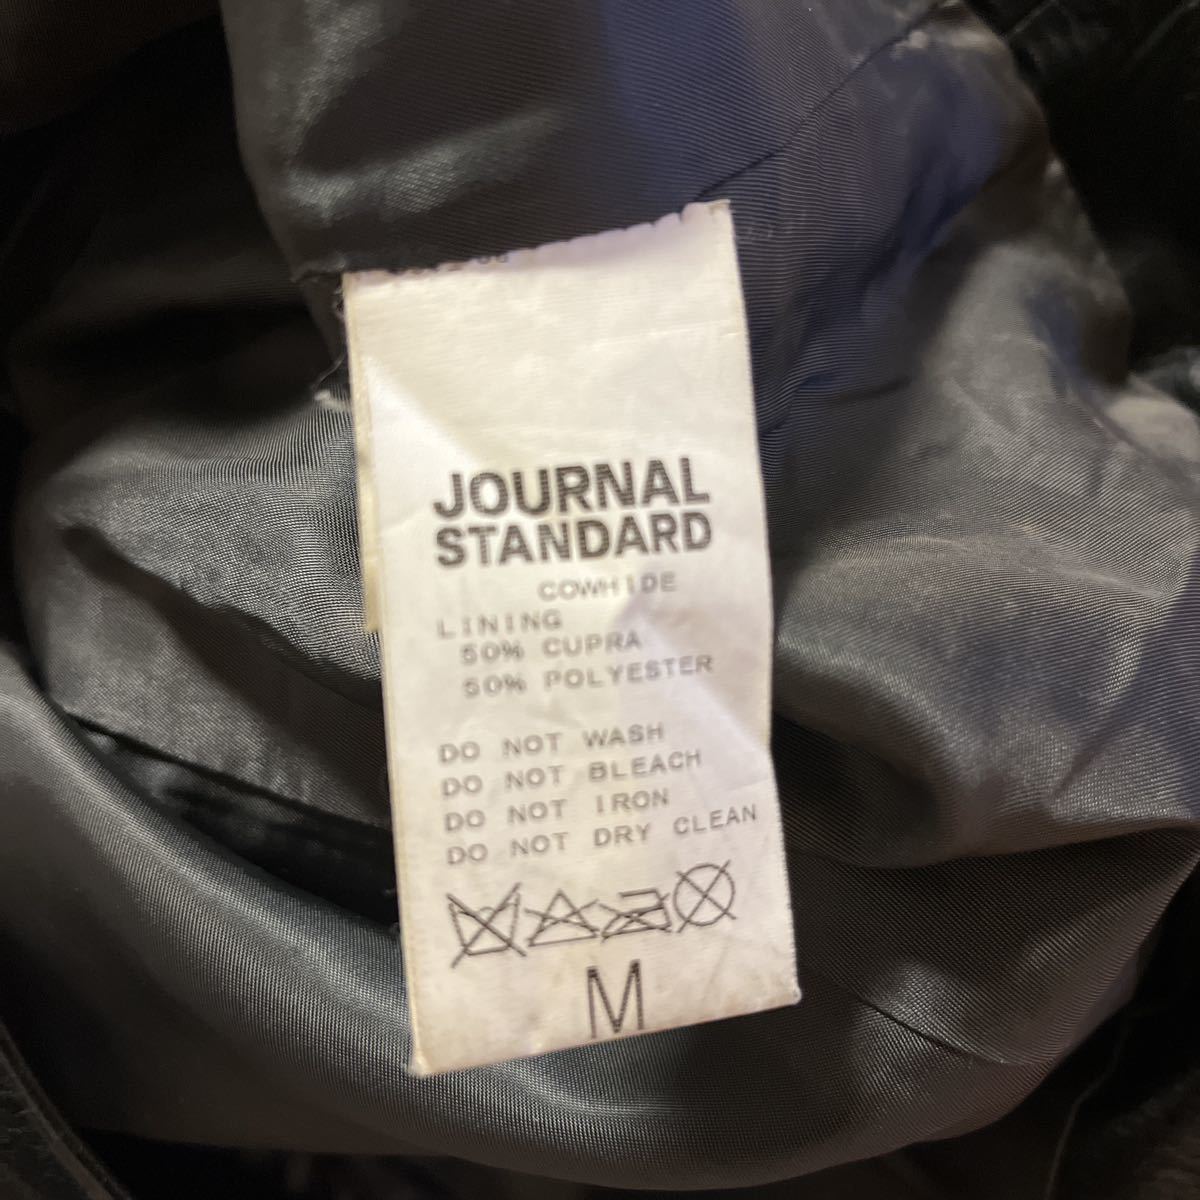 JOURNAL
STANDARD
COWHIDE
LINING
50% CUPRA
50% POLYESTER
DO NOT WASH
DO NOT BLEACH
DO NOT IRON
DO NOT DRY CLEAN
M